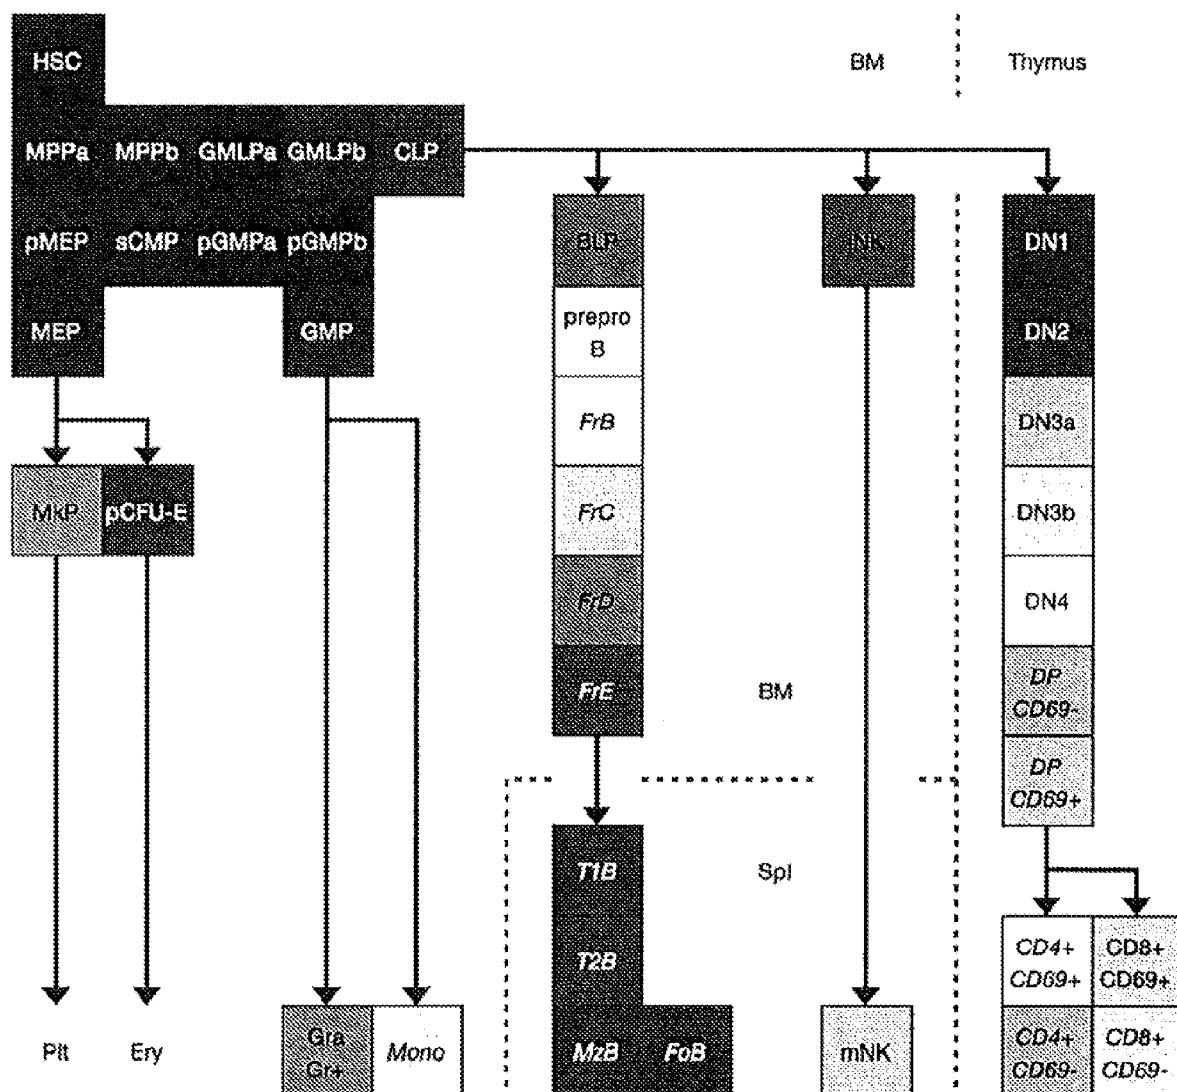 HSC
BM
Thymus
MPPa
MPPb
GMLPa
GMLPb
CLP
pMEP
sCMP
pGMPa
pGMPb
BLP
iNK
DN1
MEP
GMP
prepro
B
DN2
FrB
DN3a
MkP
pCFU-E
FrC
DN3b
FrD
DN4
FrE
BM
DP
CD69-
DP
CD69+
T1B
Spl
T2B
CD4+
CD69+
CD8+
CD69+
Plt
Ery
Gra
Gr+
Mono
MzB
FoB
mNK
CD4+
CD69-
CD8+
CD69-